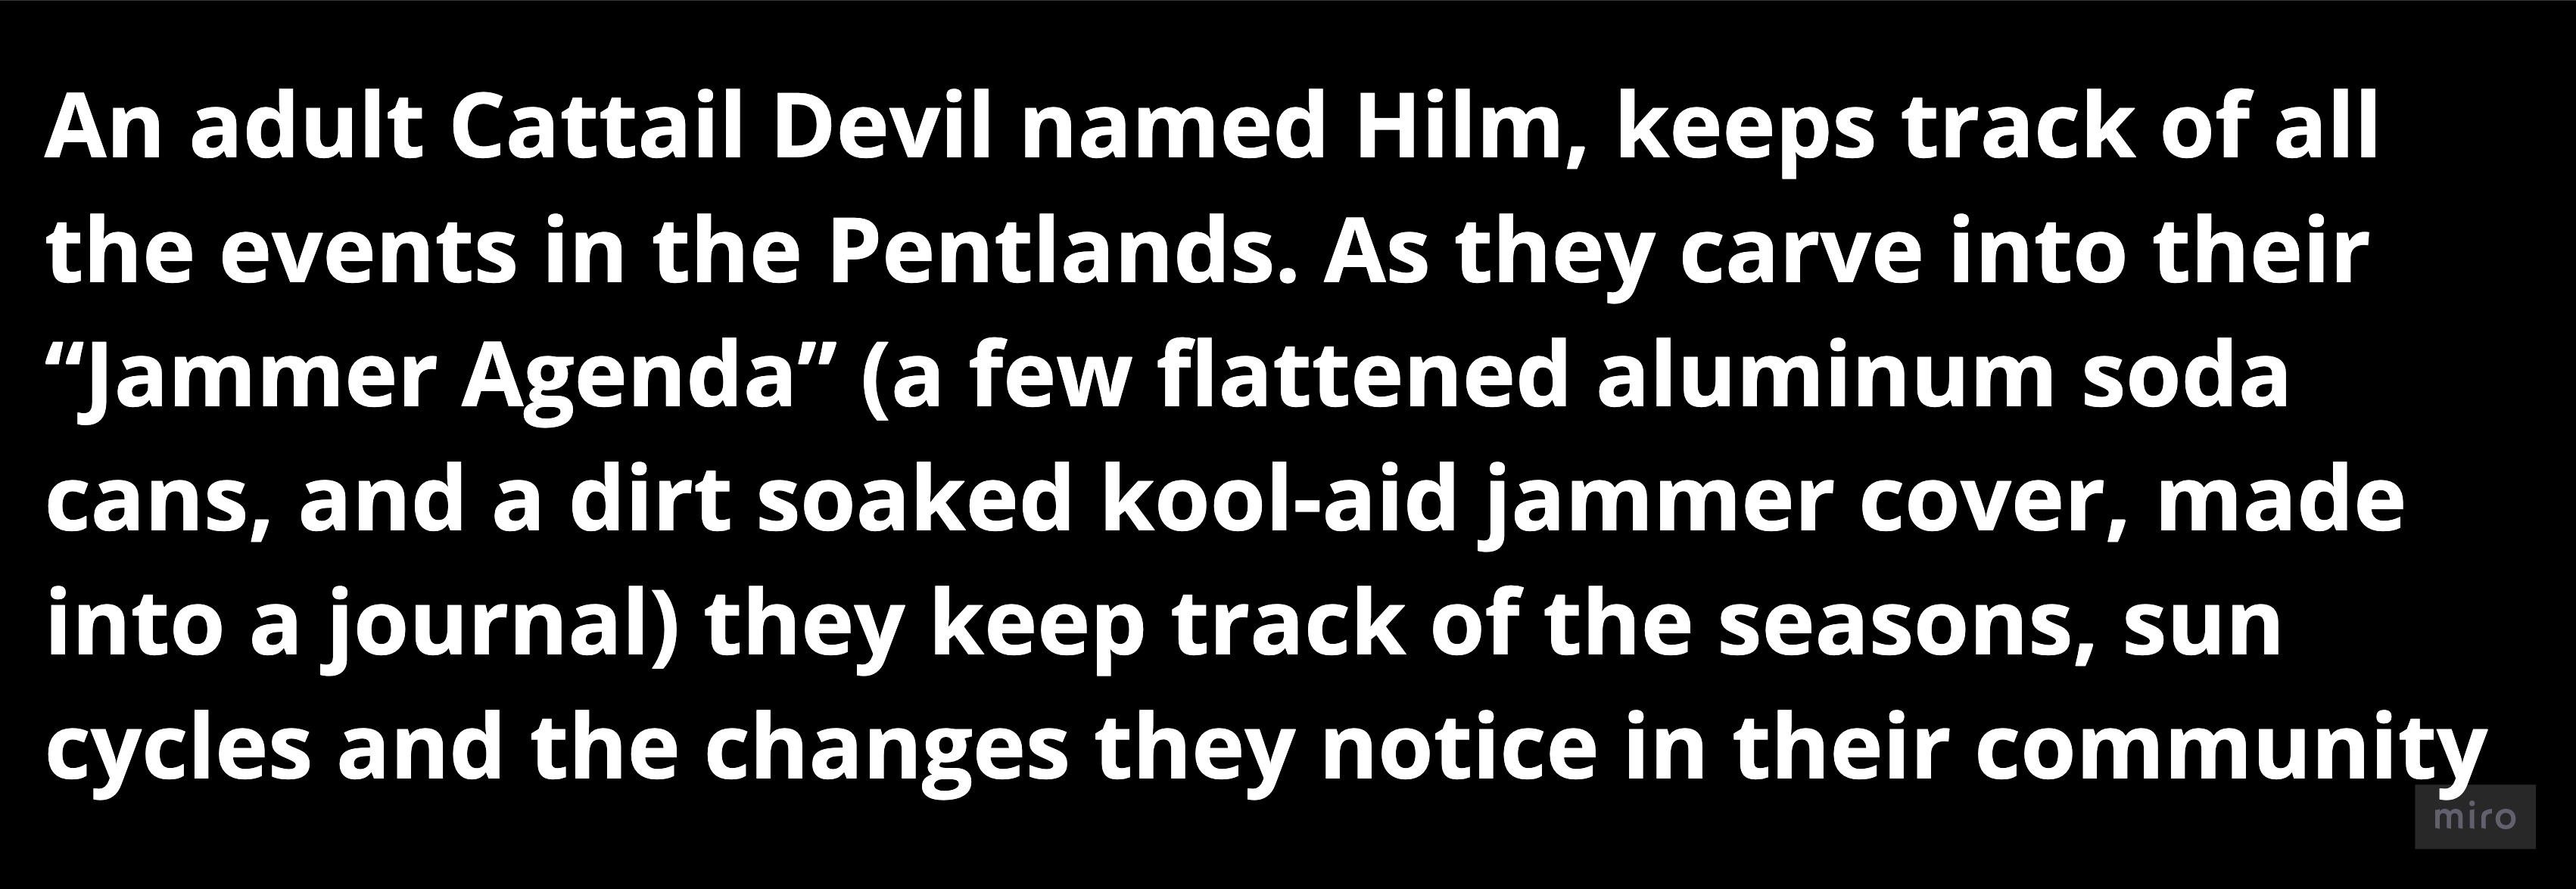 An adult Cattail Devil named Hilm, keeps track of all
the events in the Pentlands. As they carve into their
“Jammer Agenda” (a few flattened aluminum soda
cans, and a dirt soaked kool-aid jammer cover, made
into a journal) they keep track of the seasons, sun
cycles and the changes they notice in their community
miro